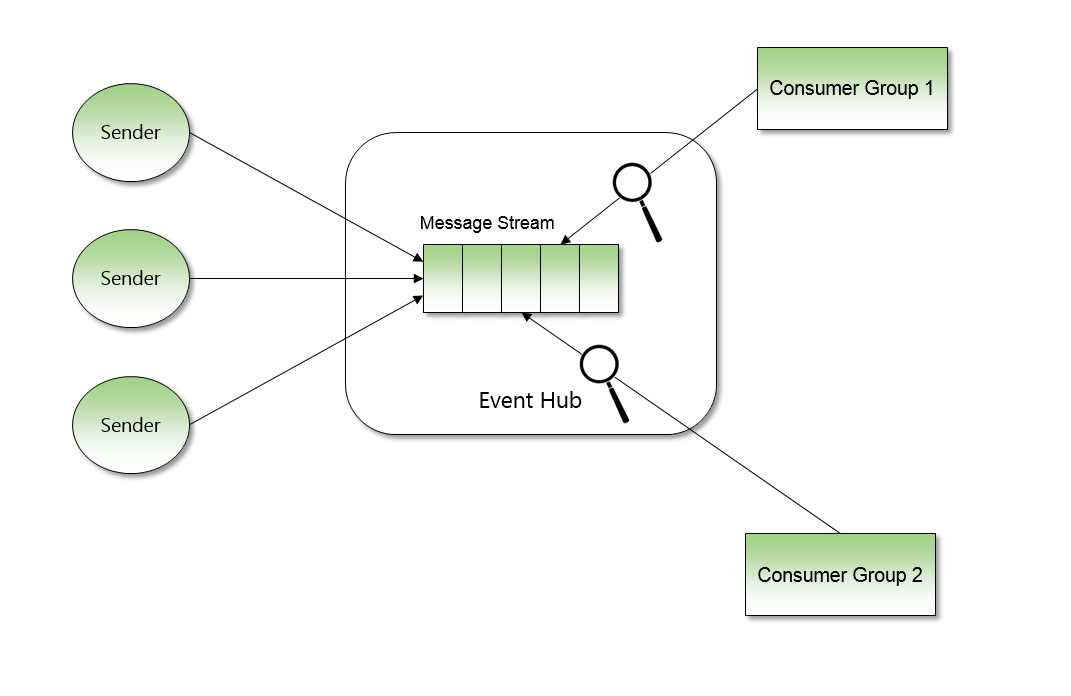 Sender
Sender
Sender
Message Stream
Event Hub
Consumer Group 1
Consumer Group 2